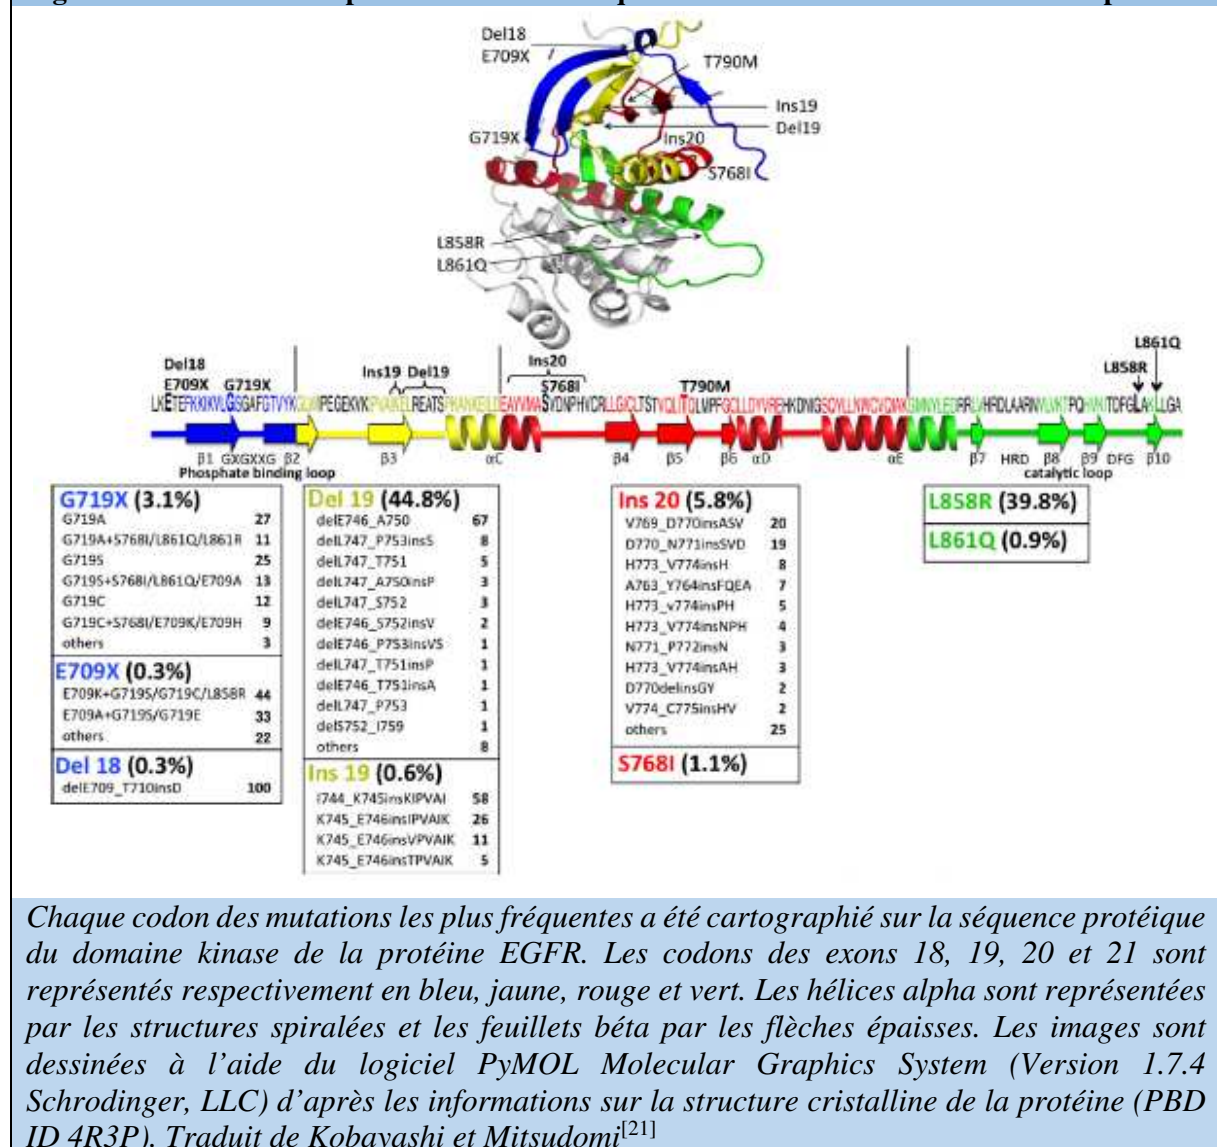 Del18
E709X
T790M
Ins19
Del19
G719X
Ins20
S768I
L858R
L861Q
L861Q
Del18
Ins20
L858R
Ins19 Del19
E709X G719X
S768I
T790M
β1 GXGXXG β2 β3 αC β4 β5 β6 αD αE β7 HRD β8 β9 DFG β10
Phosphate binding loop
catalytic loop
G719X (3.1%)
G719A 27
G719A+S768I/L861Q/L861R 11
G719S 25
G719S+S768I/L861Q/E709A 13
G719C 12
G719C+S768I/E709K/E709H 9
others 3
E709X (0.3%)
E709K+G719S/G719C/L858R 44
E709A+G719S/G719E 33
others 22
Del 18 (0.3%)
delE709_T710insD 100
Del 19 (44.8%)
delE746_A750 67
delL747_P753insS 8
delL747_T751 5
delL747_A750insP 3
delL747_S752 3
delE746_S752insV 2
delE746_P753insVS 1
delL747_T751insP 1
delE746_T751insA 1
delL747_P753 1
delS752_I759 1
others 8
Ins 19 (0.6%)
I744_K745insKIPVAI 58
K745_E746insIPVAIK 26
K745_E746insVPVAIK 11
K745_E746insTPVAIK 5
Ins 20 (5.8%)
V769_D770insASV 20
D770_N771insSVD 19
H773_V774insH 8
A763_Y764insFQEA 7
H773_v774insPH 5
H773_V774insNPH 4
N771_P772insN 3
H773_V774insAH 3
D770delinsGY 2
V774_C775insHV 2
others 25
S768I (1.1%)
L858R (39.8%)
L861Q (0.9%)
Chaque codon des mutations les plus fréquentes a été cartographié sur la séquence protéique
du domaine kinase de la protéine EGFR. Les codons des exons 18, 19, 20 et 21 sont
représentés respectivement en bleu, jaune, rouge et vert. Les hélices alpha sont représentées
par les structures spiralées et les feuillets béta par les flèches épaisses. Les images sont
dessinées à l'aide du logiciel PyMOL Molecular Graphics System (Version 1.7.4
Schrodinger, LLC) d'après les informations sur la structure cristalline de la protéine (PBD
ID 4R3P). Traduit de Kobayashi et Mitsudomi[21]